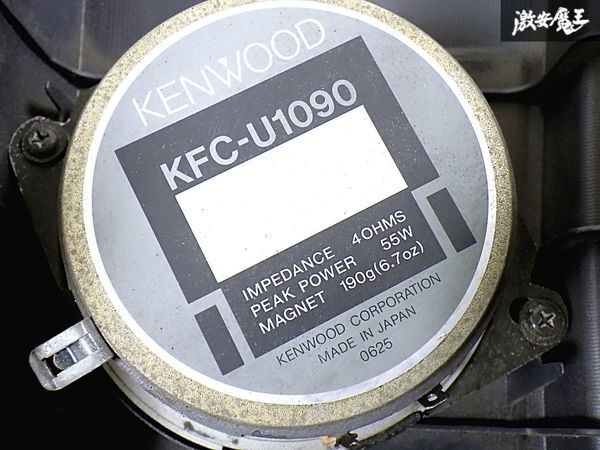 激安魔王
KENWOOD
KFC-U1090
IMPEDANCE 4OHMS
PEAK POWER 55W
MAGNET 190g(6.7oz)
KENWOOD CORPORATION
MADE IN JAPAN
0625